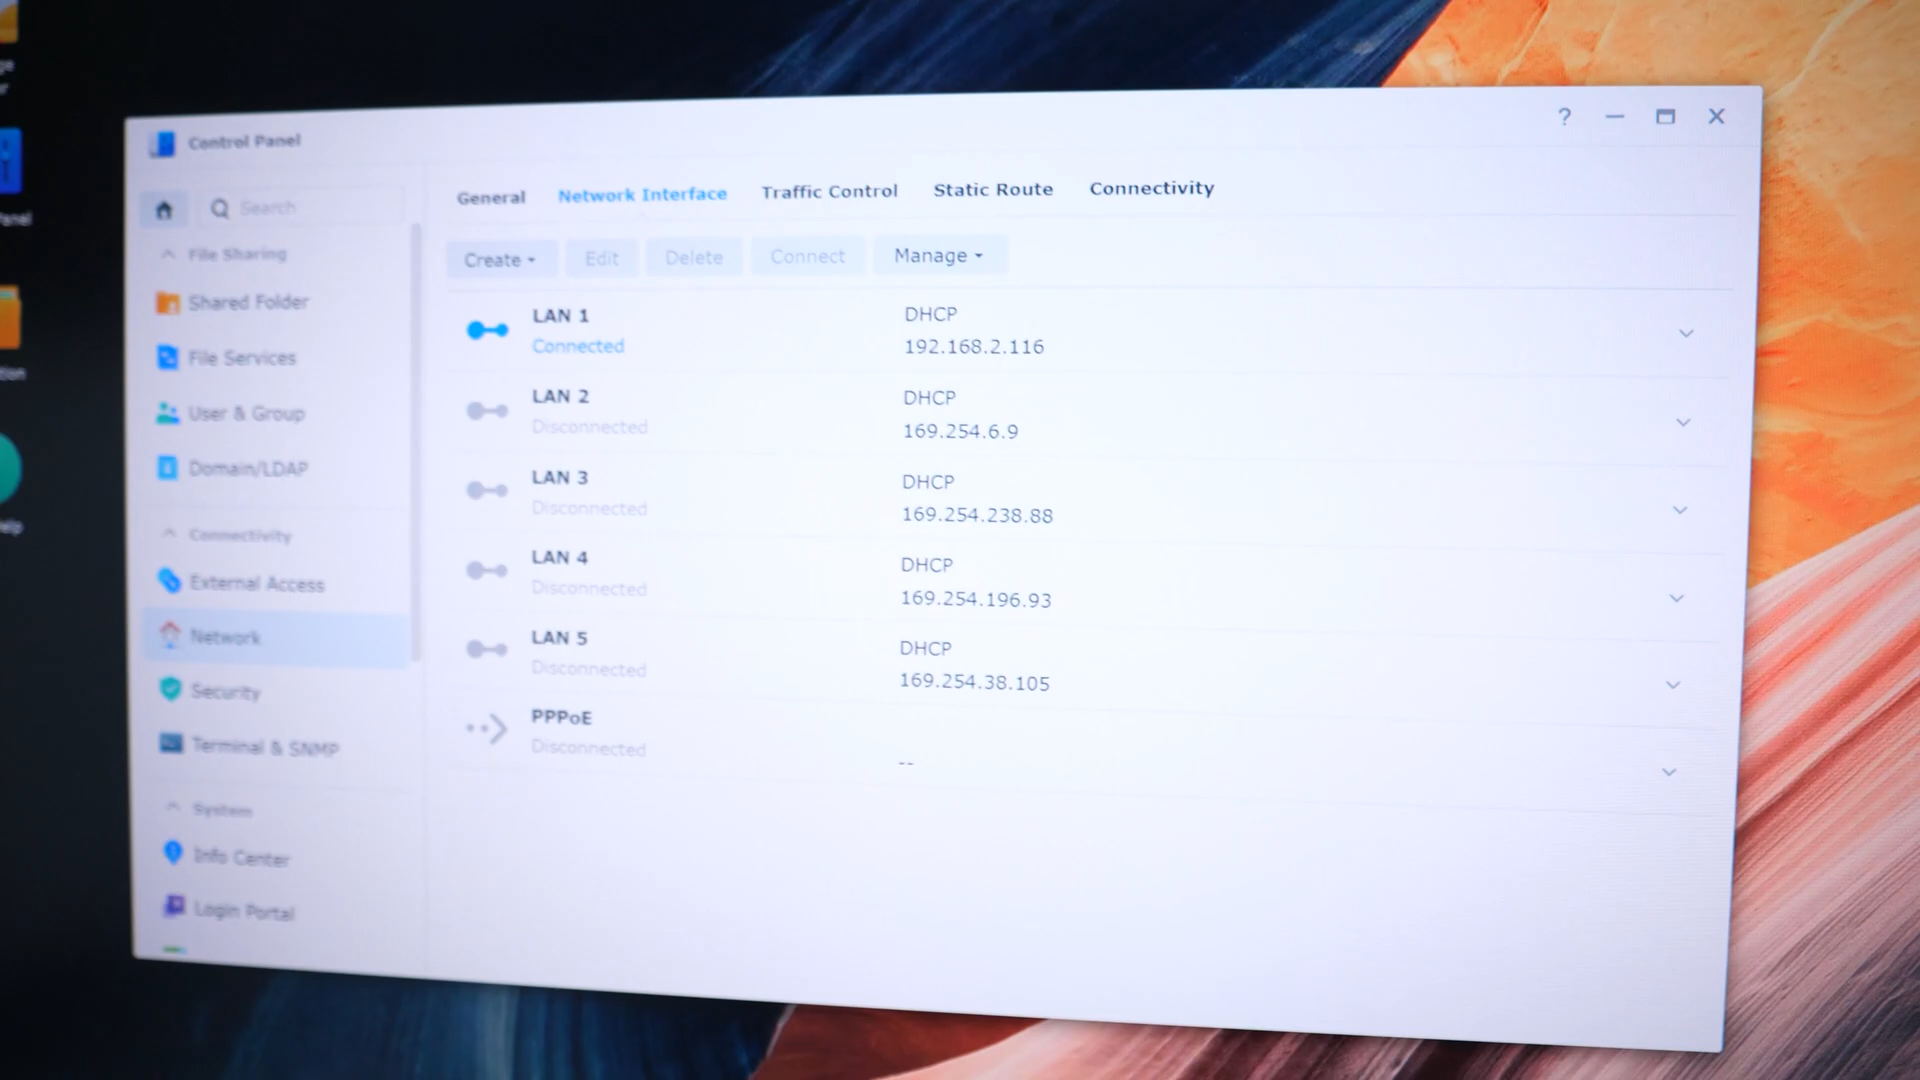 Control Panel
Search
File Sharing
Shared Folder
File Services
User & Group
Domain/LDAP
Connectivity
External Access
Network
Security
Terminal & SNMP
System
Info Center
Login Portal
General Network Interface Traffic Control Static Route Connectivity
Create Edit Delete Connect Manage
LAN 1 DHCP
Connected 192.168.2.116
LAN 2 DHCP
Disconnected 169.254.6.9
LAN 3 DHCP
Disconnected 169.254.238.88
LAN 4 DHCP
Disconnected 169.254.196.93
LAN 5 DHCP
Disconnected 169.254.38.105
PPPoE
Disconnected --